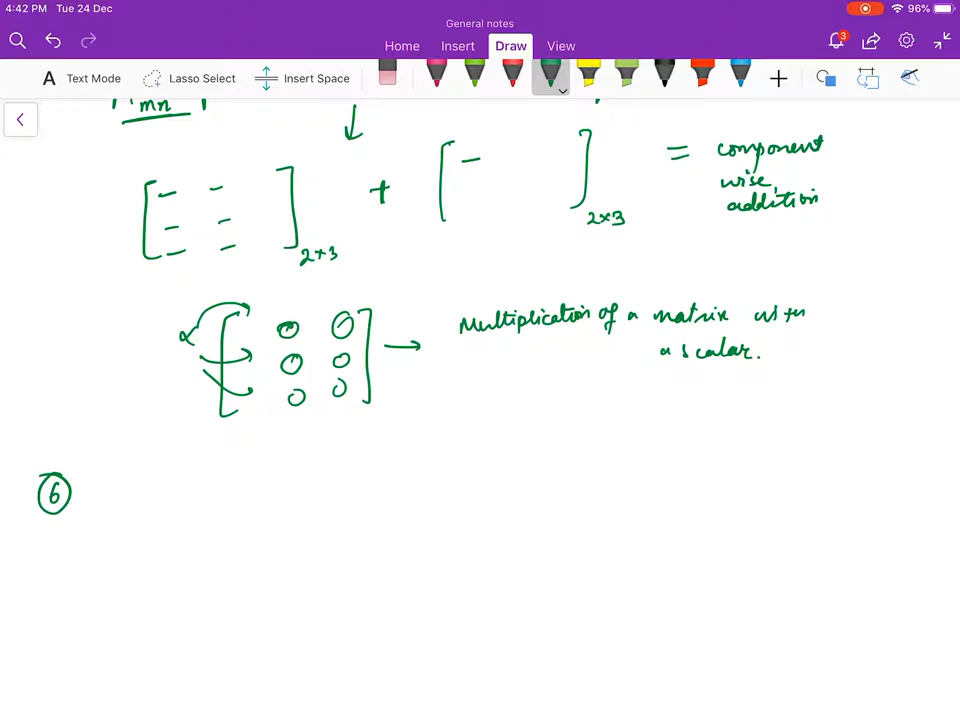 4:42 PM Tue 24 Dec
96%
General notes
Home Insert Draw View
3
A Text Mode Lasso Select Insert Space
mn
[ ] 2×3 + [ ] 2×3 = component
wise
addition
α [ ] → Multiplication of a matrix with
a scalar.
6